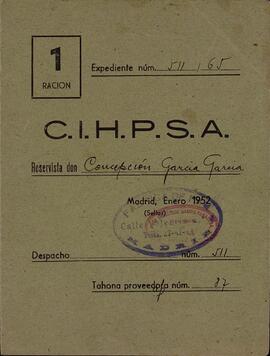 1
RACION
Expediente núm. 511/65
C.I.H.P.S.A.
Reservista don Concepción García García
Madrid, Enero 1952
(Sello)
MADRID
Despacho núm. 511
Tahona proveedora núm. 87